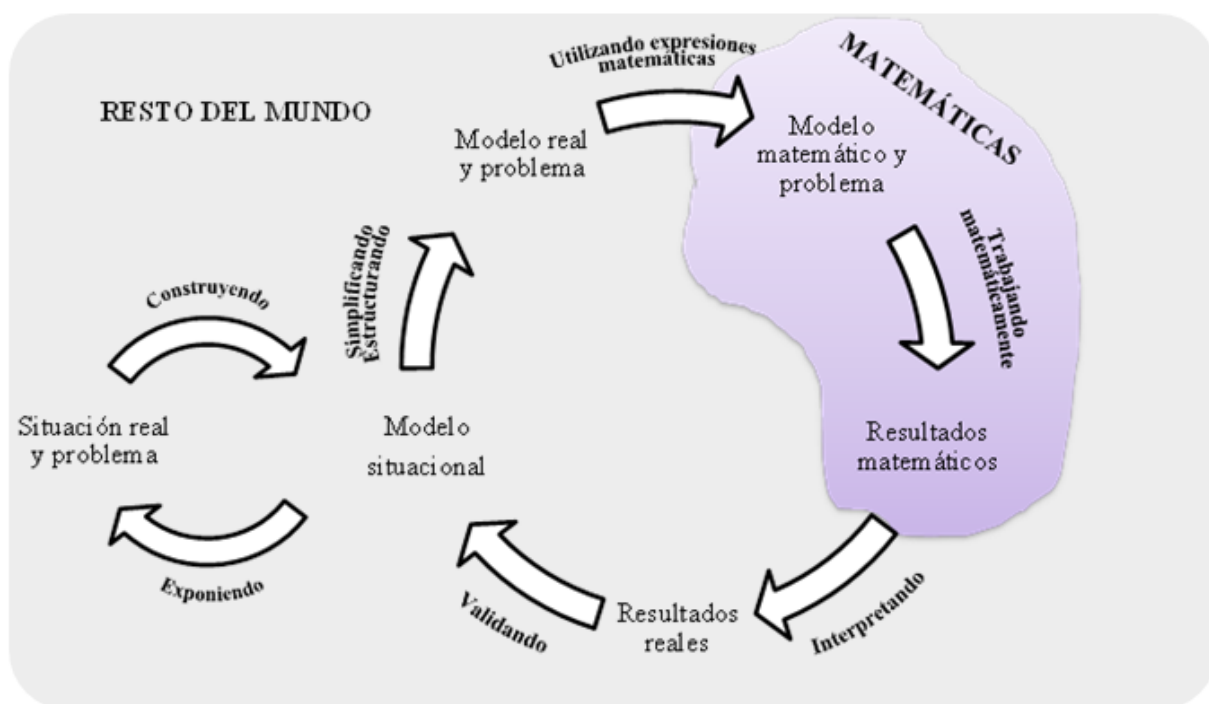 RESTO DEL MUNDO
Utilizando expresiones
matemáticas
MATEMÁTICAS
Modelo real
y problema
Modelo
matemático y
problema
Simplificando
Estructurando
Trabajando
matemáticamente
Construyendo
Situación real
y problema
Modelo
situacional
Resultados
matemáticos
Exponiendo
Validando
Resultados
reales
Interpretando